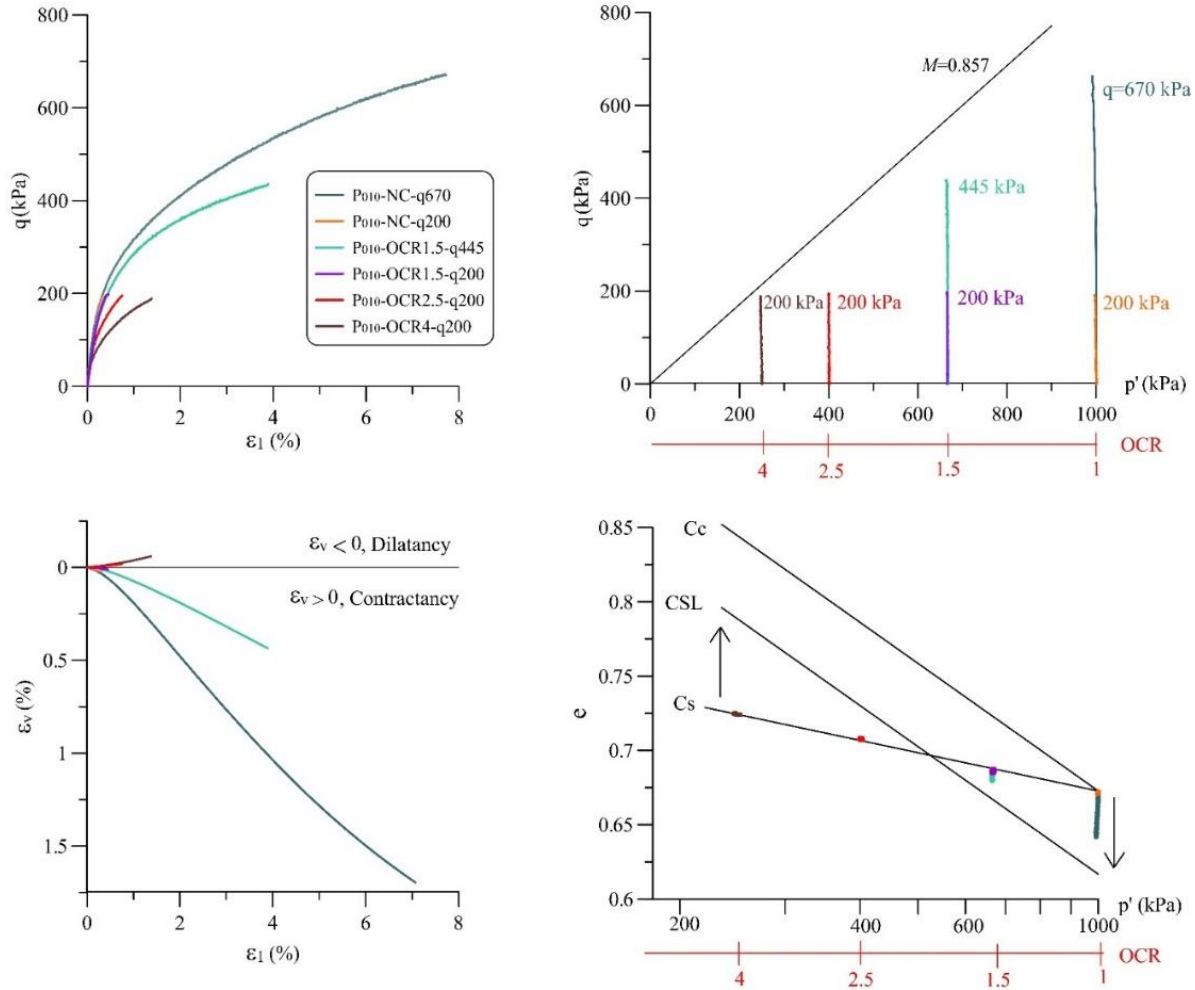 800
600
400
200
0
q(kPa)
P010-NC-q670
P010-NC-q200
P010-OCR1.5-q445
P010-OCR1.5-q200
P010-OCR2.5-q200
P010-OCR4-q200
0 2 4 6 8
ε1 (%)
800
600
400
200
0
q(kPa)
M=0.857
q=670 kPa
445 kPa
200 kPa 200 kPa 200 kPa 200 kPa
0 200 400 600 800 1000 p' (kPa)
OCR
4 2.5 1.5 1
0
0.5
1
1.5
εv (%)
εv < 0, Dilatancy
εv > 0, Contractancy
0 2 4 6 8
ε1 (%)
0.85
0.8
0.75
0.7
0.65
0.6
e
Cc
CSL
Cs
200 400 600 1000 p' (kPa)
OCR
4 2.5 1.5 1